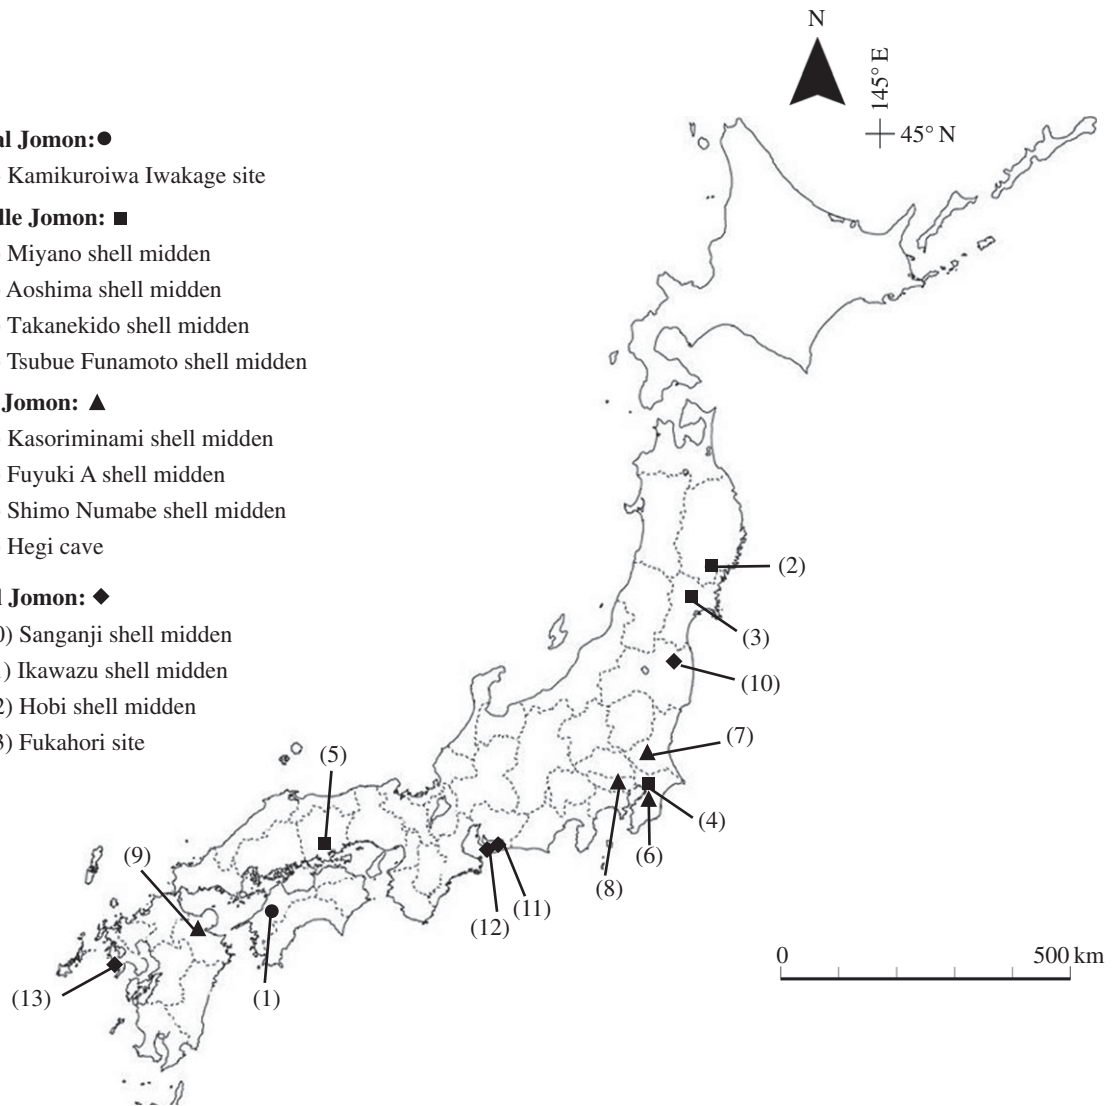 N
145° E
45° N
al Jomon:
Kamikuroiwa Iwakage site
lle Jomon:
Miyano shell midden
Aoshima shell midden
Takanekido shell midden
Tsubue Funamoto shell midden
Jomon:
Kasoriminami shell midden
Fuyuki A shell midden
Shimo Numabe shell midden
Hegi cave
l Jomon:
0) Sanganji shell midden
1) Ikawazu shell midden
2) Hobi shell midden
3) Fukahori site
(2)
(3)
(10)
(7)
(5)
(4)
(6)
(9)
(8)
(11)
(12)
(13)
(1)
0 500 km